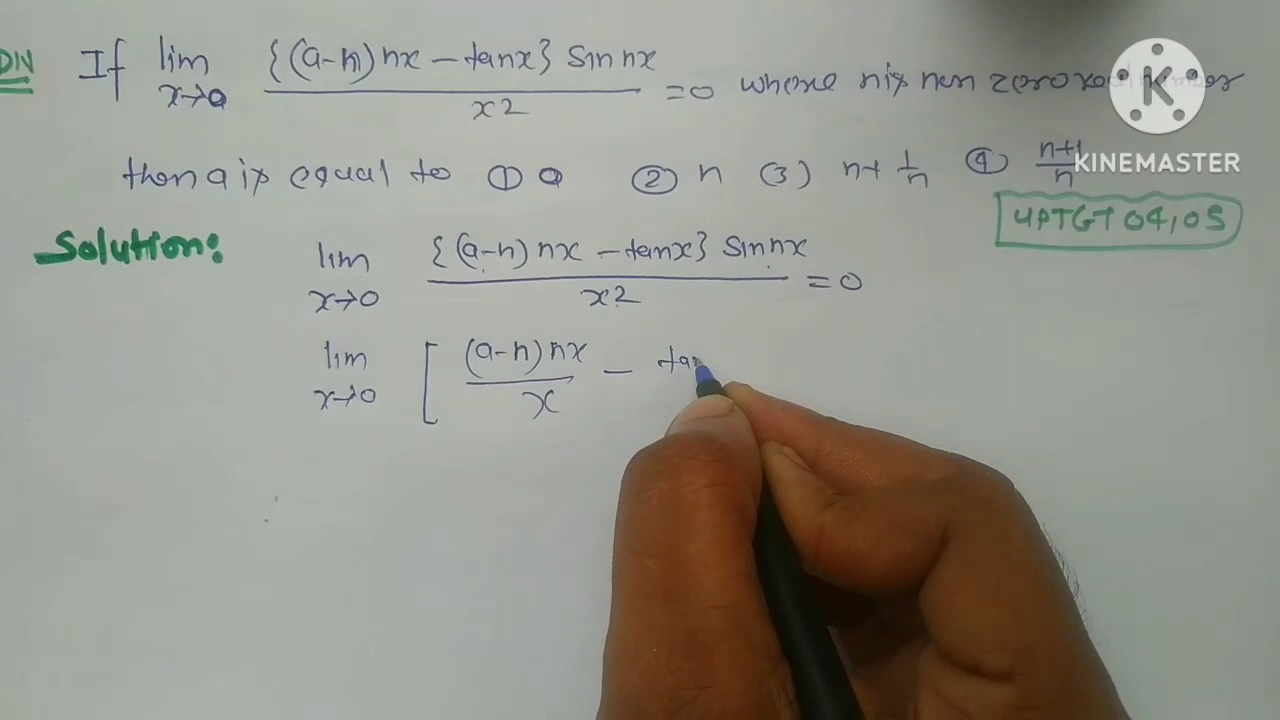 QN If lim x→0 {(a-n)nx - tanx} sin nx / x2 = 0 where n is non zero
then a is equal to ① 0 ② n (3) n+ 1/n ④ n+1/n
KINEMASTER
UPTGT 04,05
Solution:
lim x→0 {(a-n)nx - tanx} sin nx / x2 = 0
lim x→0 [ (a-n)nx / x - tan